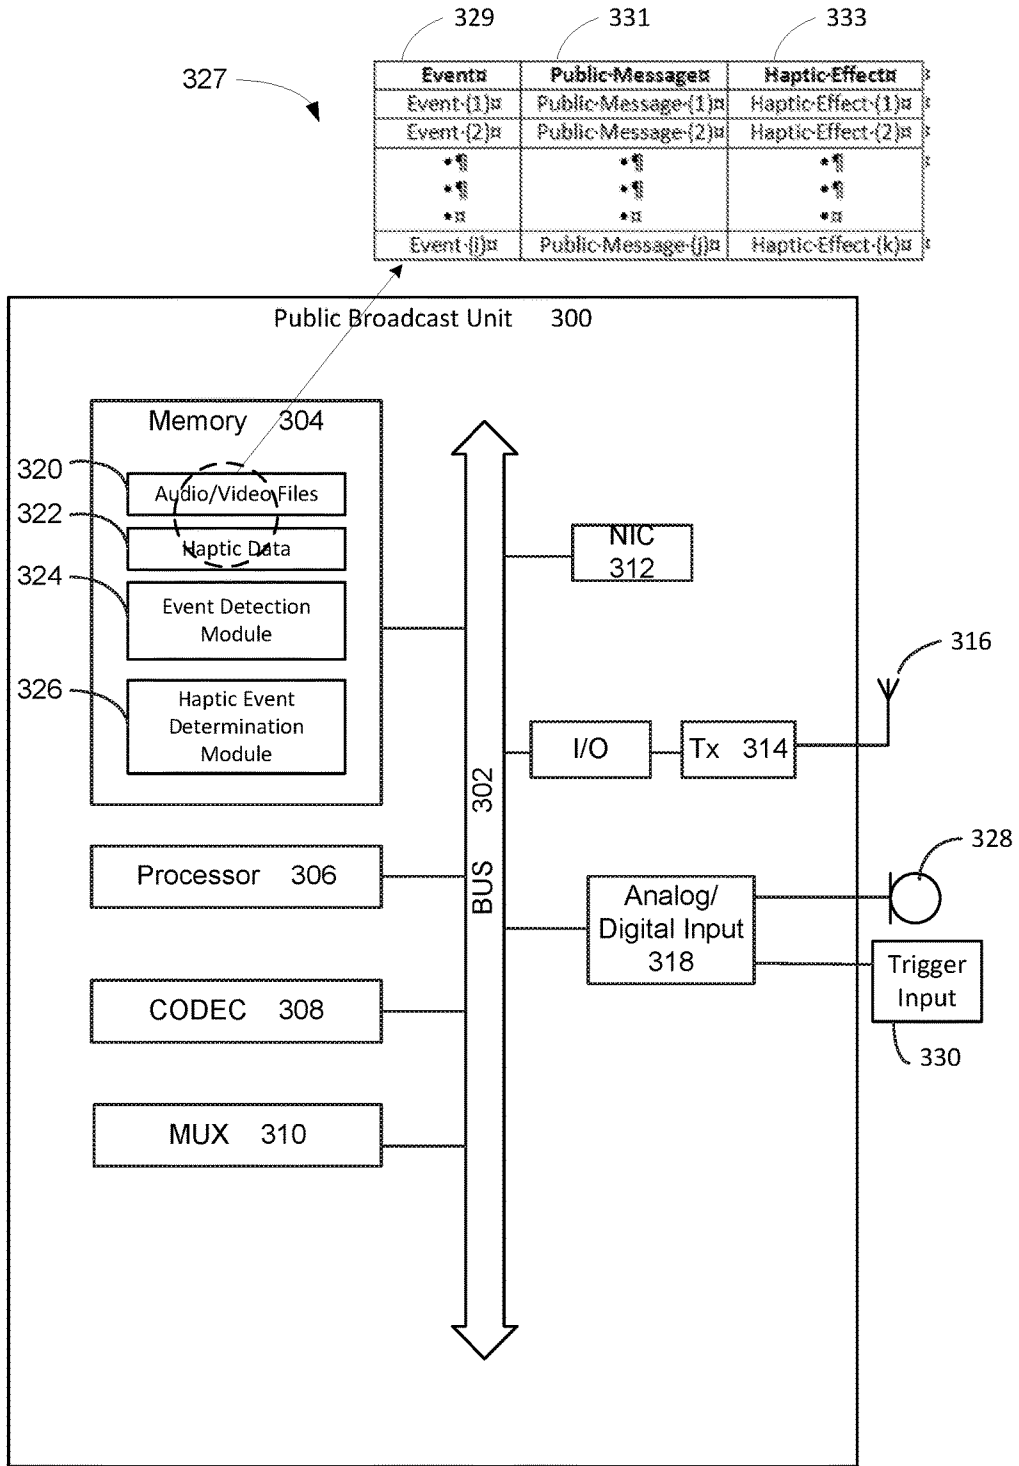 329 331 333
327
Event¤ Public·Message¤ Haptic·Effect¤ ¤
Event·(1)¤ Public·Message·(1)¤ Haptic·Effect·(1)¤ ¤
Event·(2)¤ Public·Message·(2)¤ Haptic·Effect·(2)¤ ¤
•¶ •¶ •¶ ¤
•¶ •¶ •¶
•¤ •¤ •¤
Event·(i)¤ Public·Message·(j)¤ Haptic·Effect·(k)¤ ¤
Public Broadcast Unit 300
Memory 304
320
Audio/Video Files
322
Haptic Data
324
Event Detection
Module
326
Haptic Event
Determination
Module
Processor 306
CODEC 308
MUX 310
BUS 302
NIC
312
316
I/O
Tx 314
328
Analog/
Digital Input
318
Trigger
Input
330